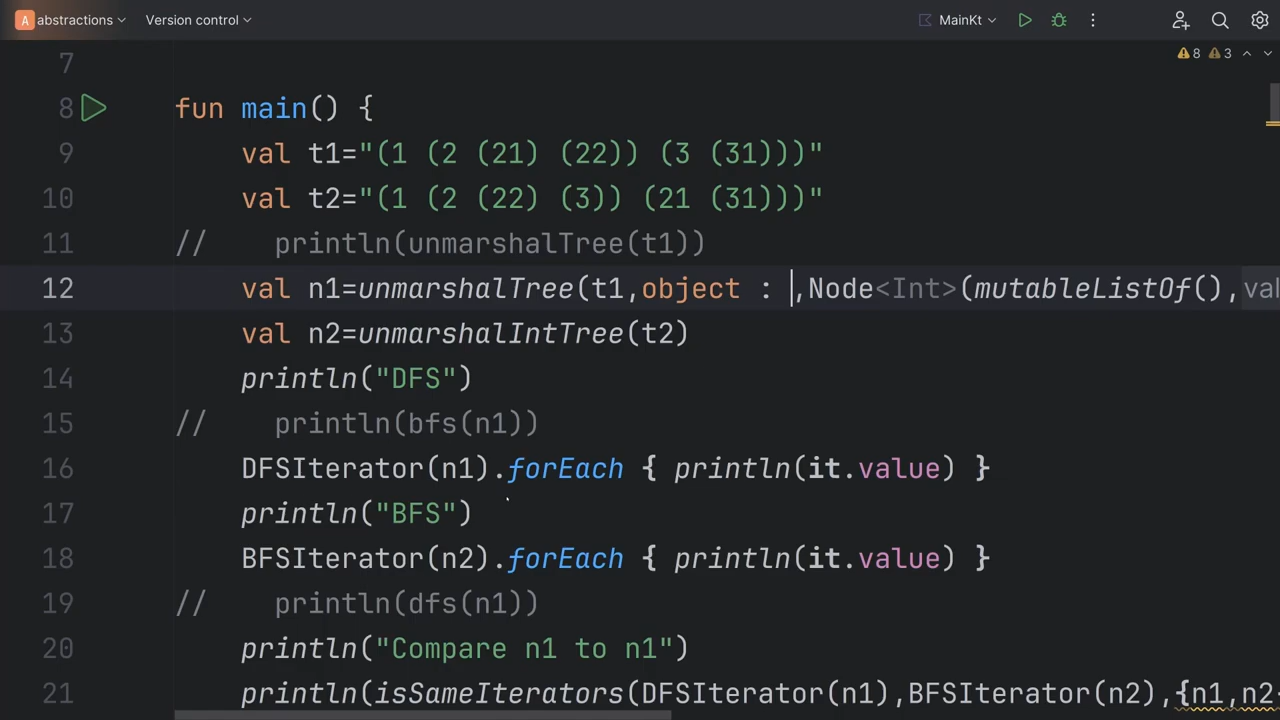 A abstractions Version control MainKt
8 3
7
8 fun main() {
9 val t1="(1 (2 (21) (22)) (3 (31)))"
10 val t2="(1 (2 (22) (3)) (21 (31)))"
11 // println(unmarshalTree(t1))
12 val n1=unmarshalTree(t1,object : ,Node<Int>(mutableListOf(),val
13 val n2=unmarshalIntTree(t2)
14 println("DFS")
15 // println(bfs(n1))
16 DFSIterator(n1).forEach { println(it.value) }
17 println("BFS")
18 BFSIterator(n2).forEach { println(it.value) }
19 // println(dfs(n1))
20 println("Compare n1 to n1")
21 println(isSameIterators(DFSIterator(n1),BFSIterator(n2),{n1,n2